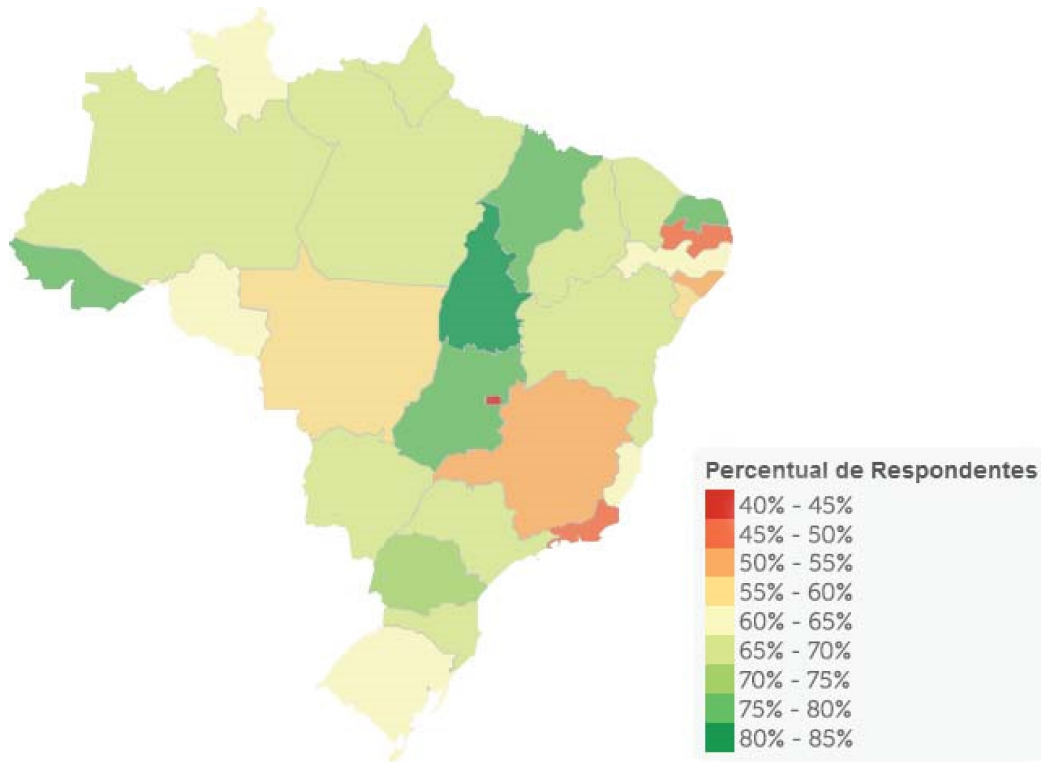 Percentual de Respondentes
40% - 45%
45% - 50%
50% - 55%
55% - 60%
60% - 65%
65% - 70%
70% - 75%
75% - 80%
80% - 85%